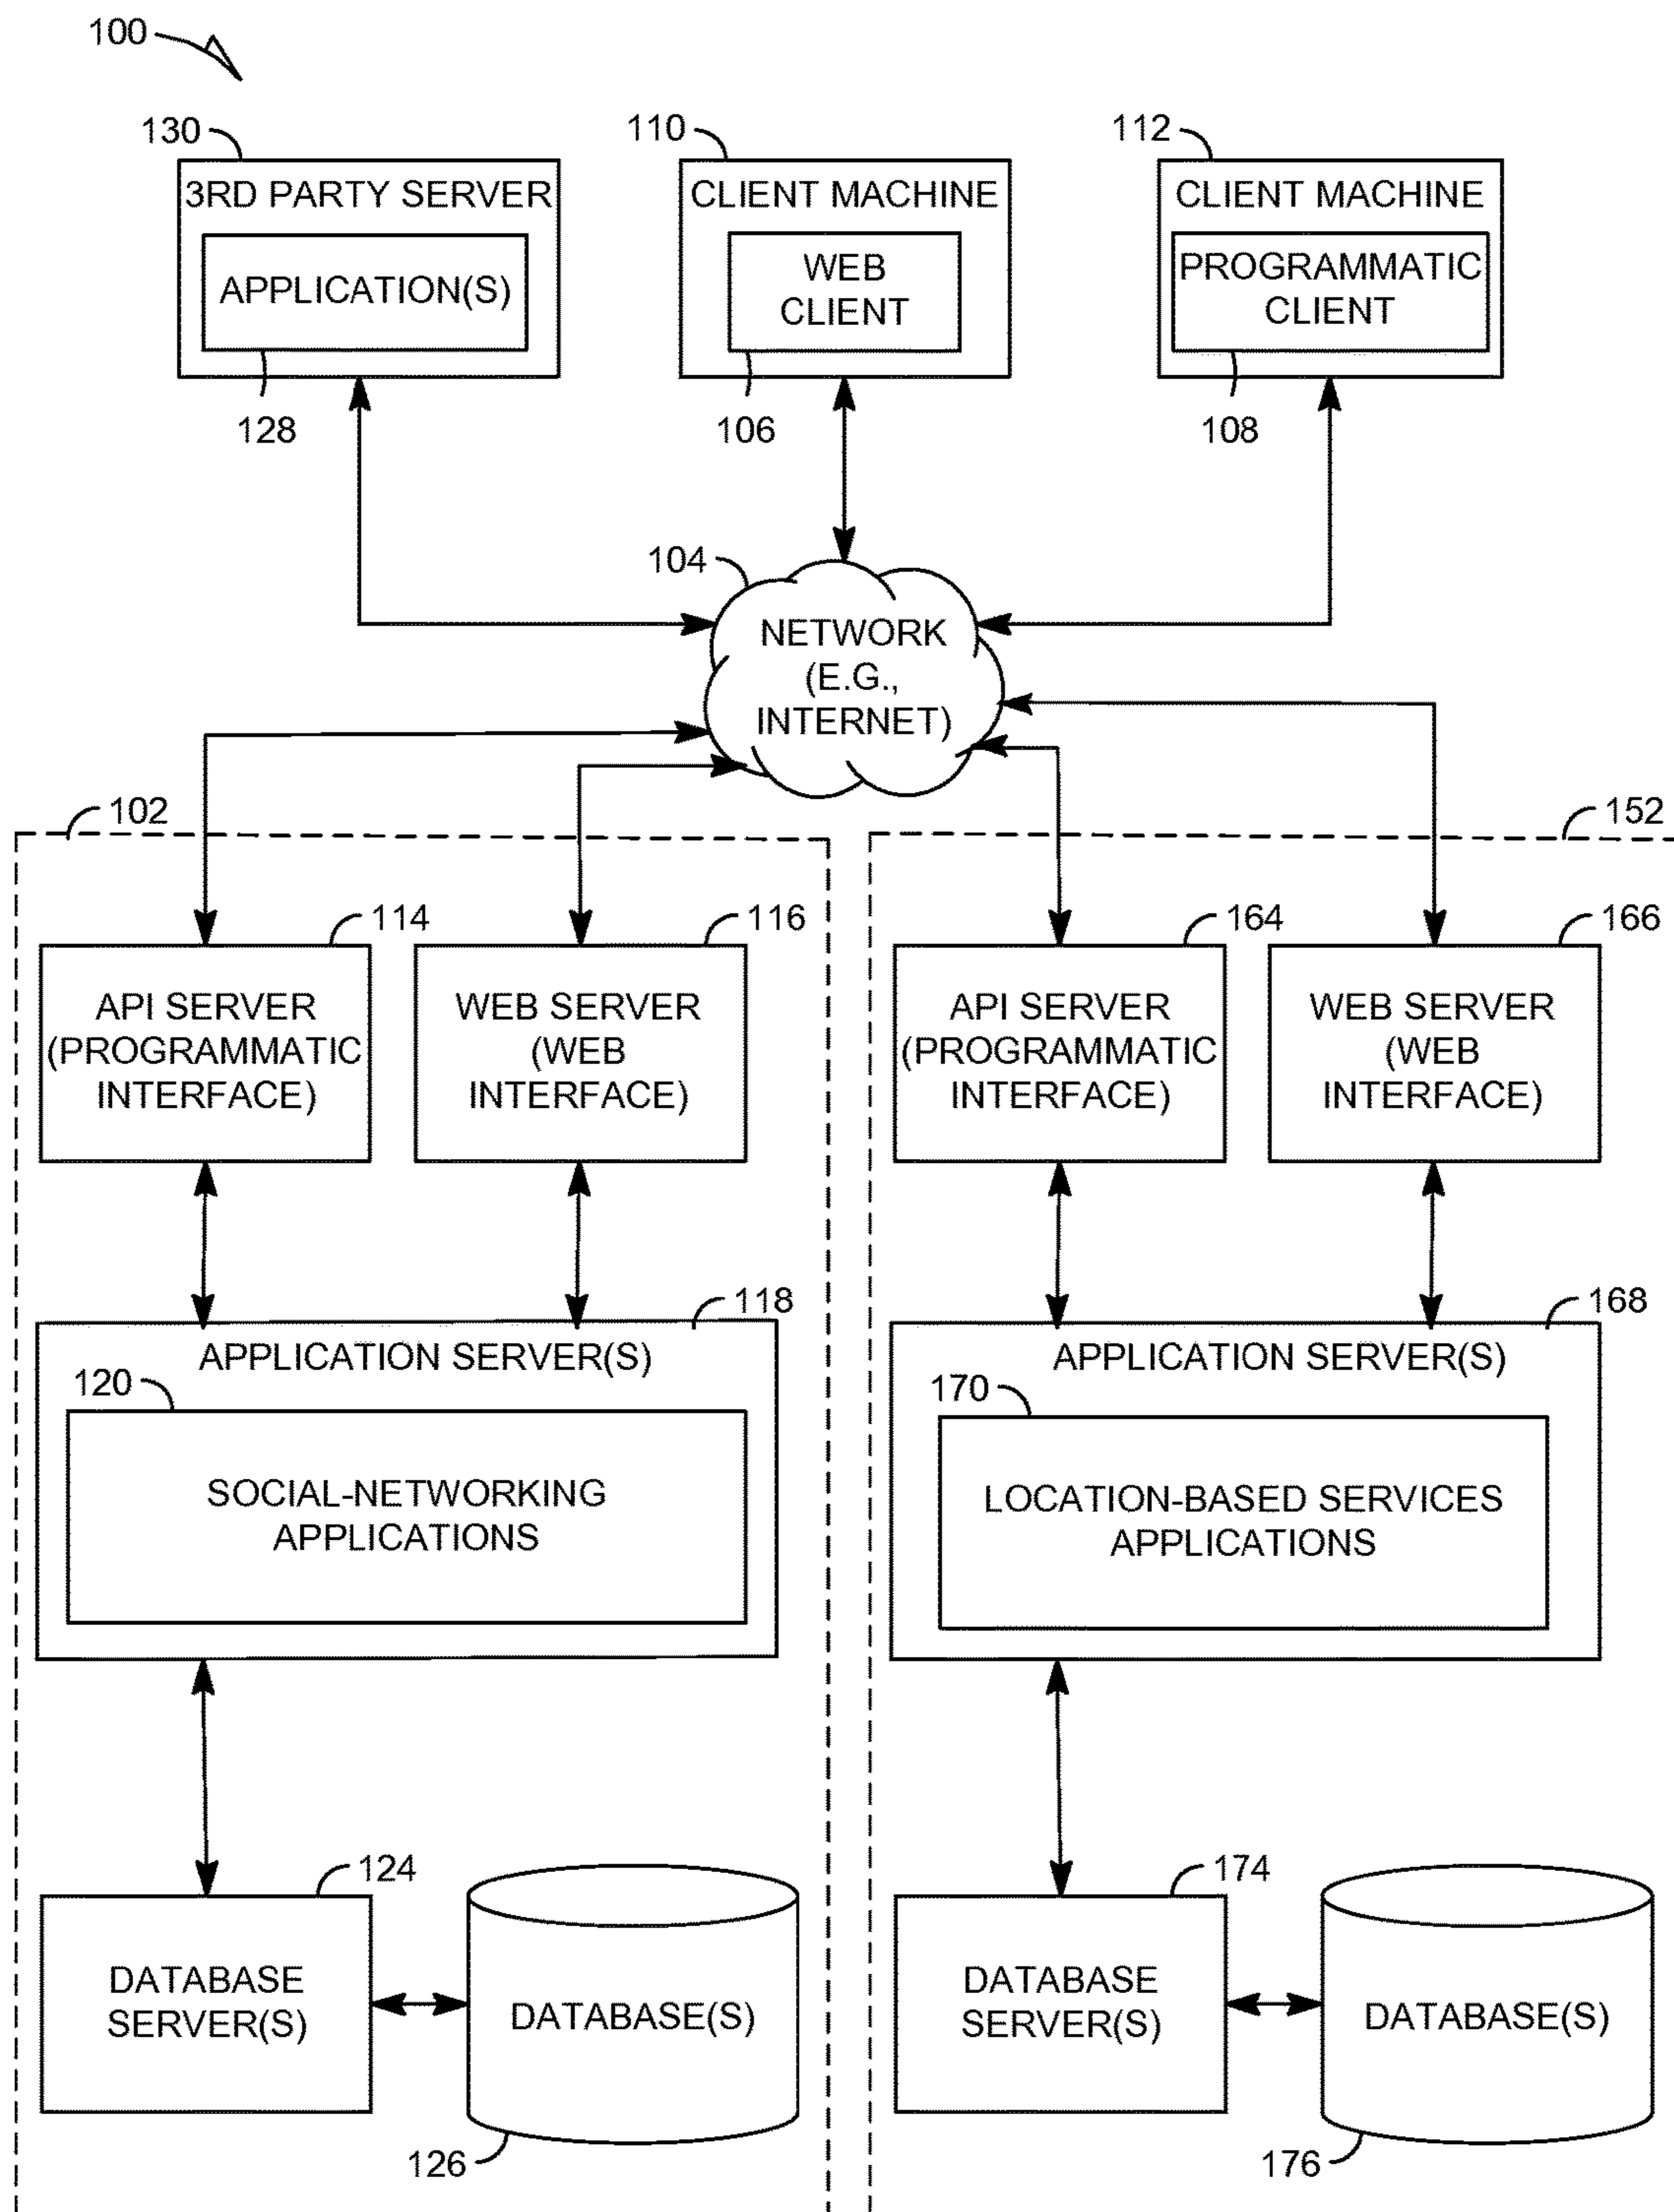 100
130
110
112
3RD PARTY SERVER
CLIENT MACHINE
CLIENT MACHINE
APPLICATION(S)
WEB
CLIENT
PROGRAMMATIC
CLIENT
128
106
108
104
NETWORK
(E.G.,
INTERNET)
102
152
114
116
164
166
API SERVER
(PROGRAMMATIC
INTERFACE)
WEB SERVER
(WEB
INTERFACE)
API SERVER
(PROGRAMMATIC
INTERFACE)
WEB SERVER
(WEB
INTERFACE)
118
168
APPLICATION SERVER(S)
APPLICATION SERVER(S)
120
170
SOCIAL-NETWORKING
APPLICATIONS
LOCATION-BASED SERVICES
APPLICATIONS
124
174
DATABASE
SERVER(S)
DATABASE(S)
DATABASE
SERVER(S)
DATABASE(S)
126
176